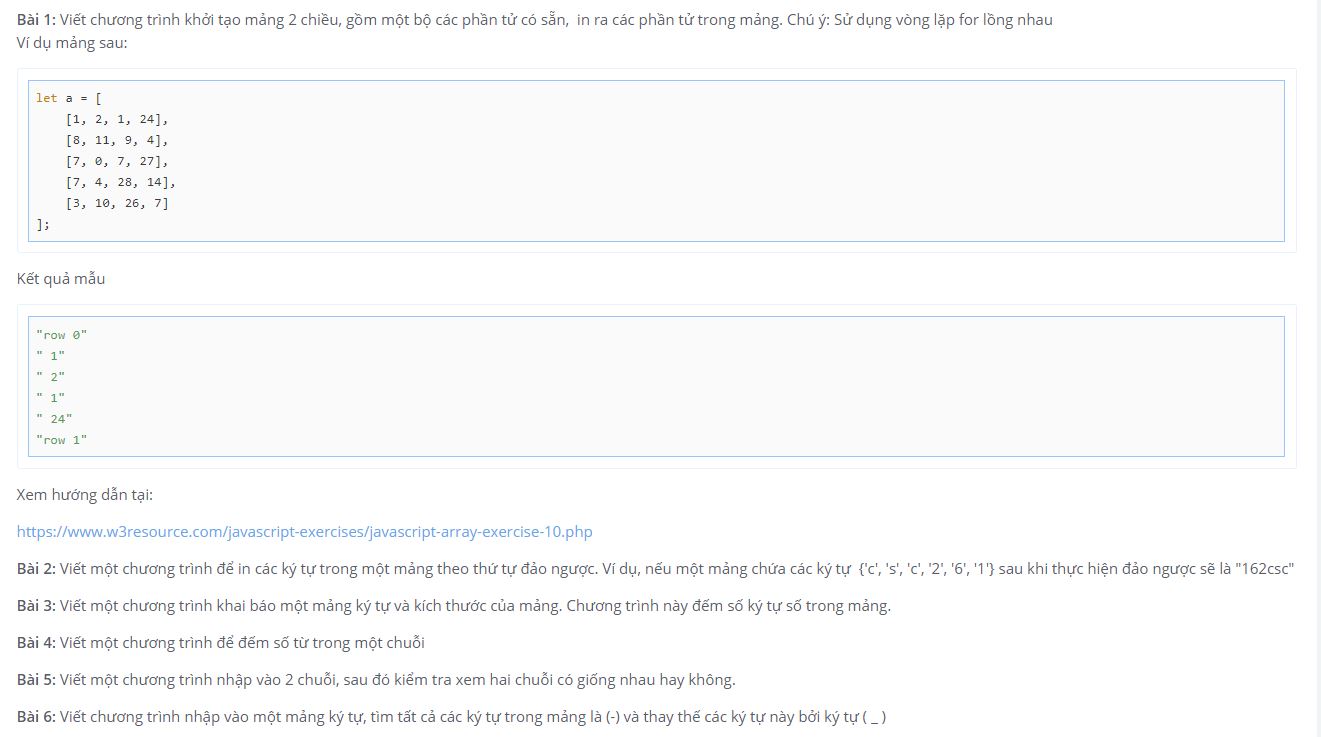 Bài 1: Viết chương trình khởi tạo mảng 2 chiều, gồm một bộ các phần tử có sẵn,  in ra các phần tử trong mảng. Chú ý: Sử dụng vòng lặp for lồng nhau
Ví dụ mảng sau:
let a = [
    [1, 2, 1, 24],
    [8, 11, 9, 4],
    [7, 0, 7, 27],
    [7, 4, 28, 14],
    [3, 10, 26, 7]
];
Kết quả mẫu
"row 0"
" 1"
" 2"
" 1"
" 24"
"row 1"
Xem hướng dẫn tại:
https://www.w3resource.com/javascript-exercises/javascript-array-exercise-10.php
Bài 2: Viết một chương trình để in các ký tự trong một mảng theo thứ tự đảo ngược. Ví dụ, nếu một mảng chứa các ký tự  {'c', 's', 'c', '2', '6', '1'} sau khi thực hiện đảo ngược sẽ là "162csc"
Bài 3: Viết một chương trình khai báo một mảng ký tự và kích thước của mảng. Chương trình này đếm số ký tự số trong mảng.
Bài 4: Viết một chương trình để đếm số từ trong một chuỗi
Bài 5: Viết một chương trình nhập vào 2 chuỗi, sau đó kiểm tra xem hai chuỗi có giống nhau hay không.
Bài 6: Viết chương trình nhập vào một mảng ký tự, tìm tất cả các ký tự trong mảng là (-) và thay thế các ký tự này bởi ký tự ( _ )